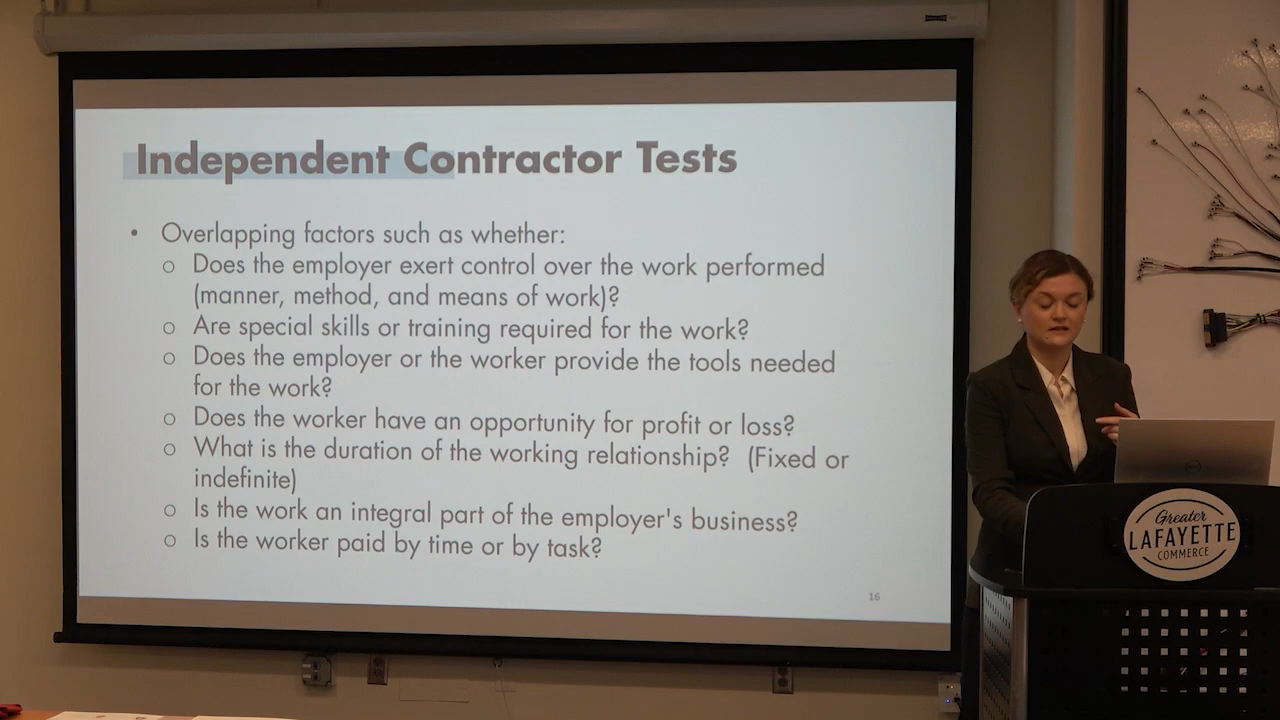 Independent Contractor Tests
• Overlapping factors such as whether:
o Does the employer exert control over the work performed
(manner, method, and means of work)?
o Are special skills or training required for the work?
o Does the employer or the worker provide the tools needed
for the work?
o Does the worker have an opportunity for profit or loss?
o What is the duration of the working relationship? (Fixed or
indefinite)
o Is the work an integral part of the employer's business?
o Is the worker paid by time or by task?
16
Greater
LAFAYETTE
COMMERCE
DELL